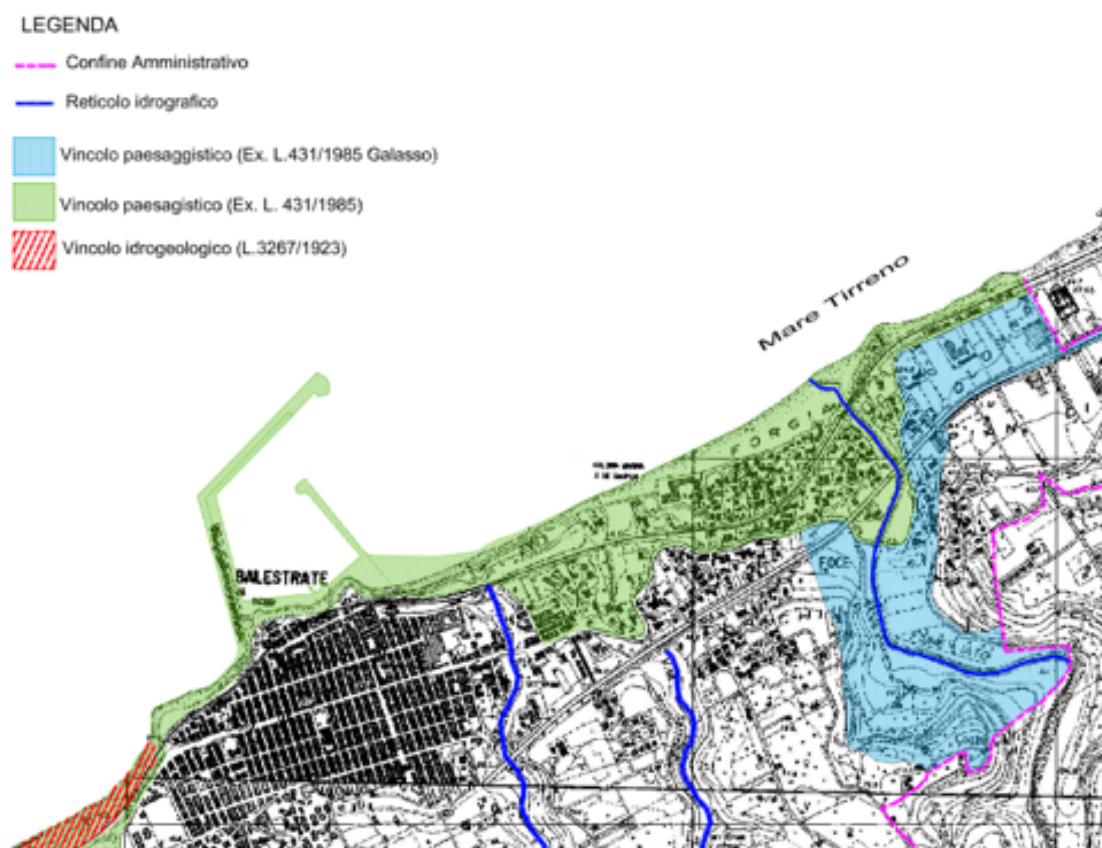 LEGENDA
Confine Amministrativo
Reticolo idrografico
Vincolo paesaggistico (Ex. L.431/1985 Galasso)
Vincolo paesagistico (Ex. L. 431/1985)
Vincolo idrogeologico (L.3267/1923)
Mare Tirreno
FORGIA
BALESTRATE
FOCE